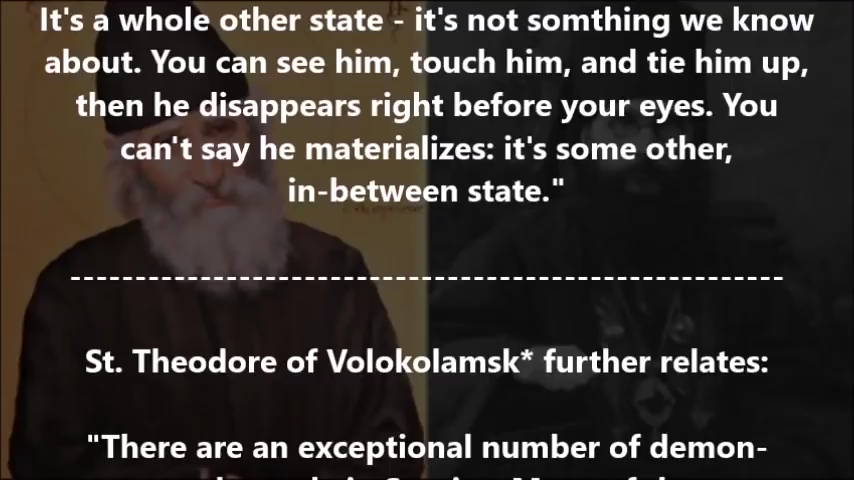 It's a whole other state - it's not somthing we know
about. You can see him, touch him, and tie him up,
then he disappears right before your eyes. You
can't say he materializes: it's some other,
in-between state."
-------------------------------------------------------
St. Theodore of Volokolamsk* further relates:
"There are an exceptional number of demon-